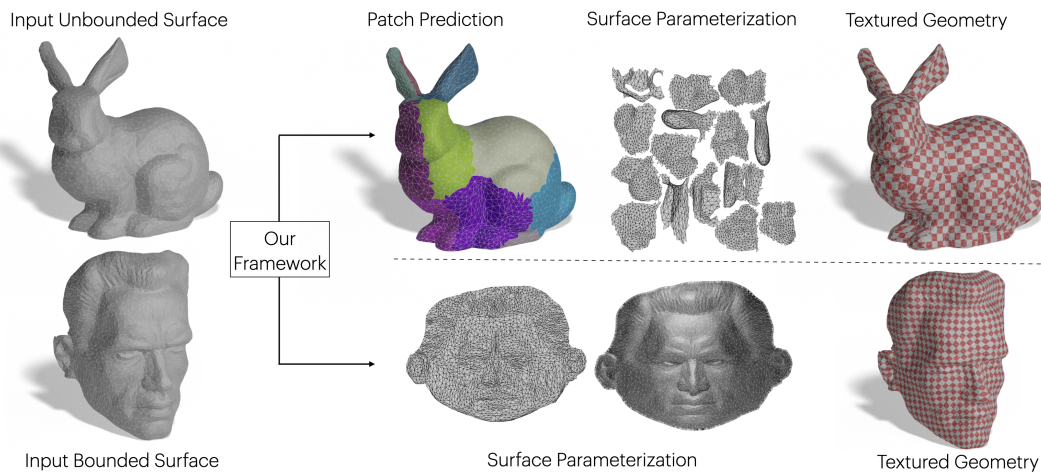 Input Unbounded Surface
Patch Prediction
Surface Parameterization
Textured Geometry
Our
Framework
Input Bounded Surface
Surface Parameterization
Textured Geometry